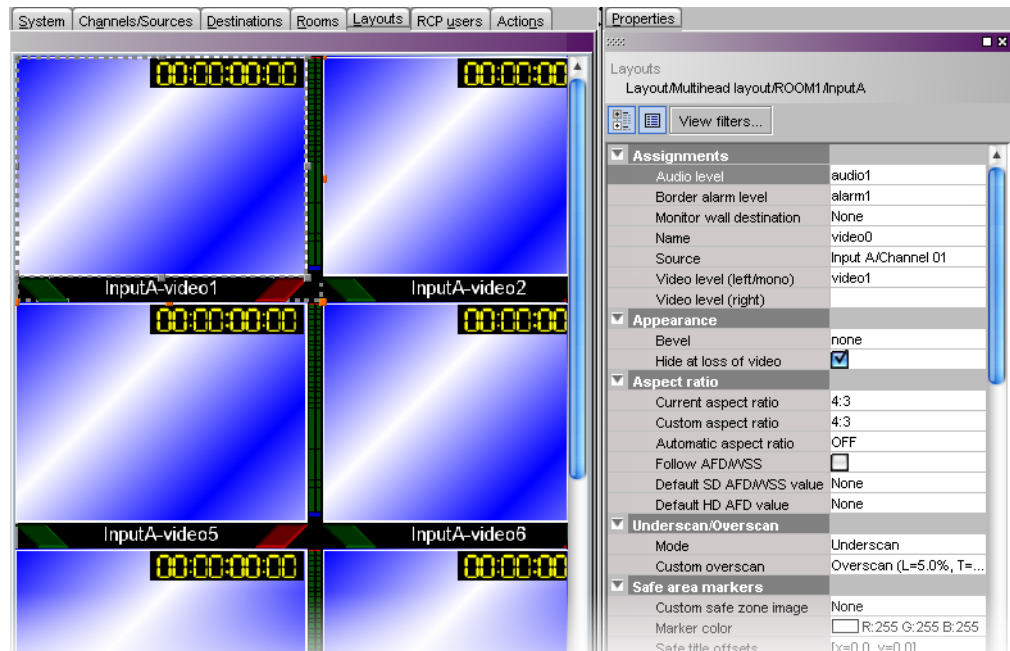 System Channels/Sources Destinations Rooms Layouts RCP users Actions
00:00:00:00 00:00:00
InputA-video1 InputA-video2
00:00:00:00 00:00:00
InputA-video5 InputA-video6
00:00:00:00 00:00:00
Properties
Layouts
Layout/Multihead layout/ROOM1/InputA
View filters...
Assignments
Audio level audio1
Border alarm level alarm1
Monitor wall destination None
Name video0
Source Input A/Channel 01
Video level (left/mono) video1
Video level (right)
Appearance
Bevel none
Hide at loss of video
Aspect ratio
Current aspect ratio 4:3
Custom aspect ratio 4:3
Automatic aspect ratio OFF
Follow AFD/WSS
Default SD AFD/WSS value None
Default HD AFD value None
Underscan/Overscan
Mode Underscan
Custom overscan Overscan (L=5.0%, T=...
Safe area markers
Custom safe zone image None
Marker color R:255 G:255 B:255
Safe title offsets [x=0.0, y=0.0]